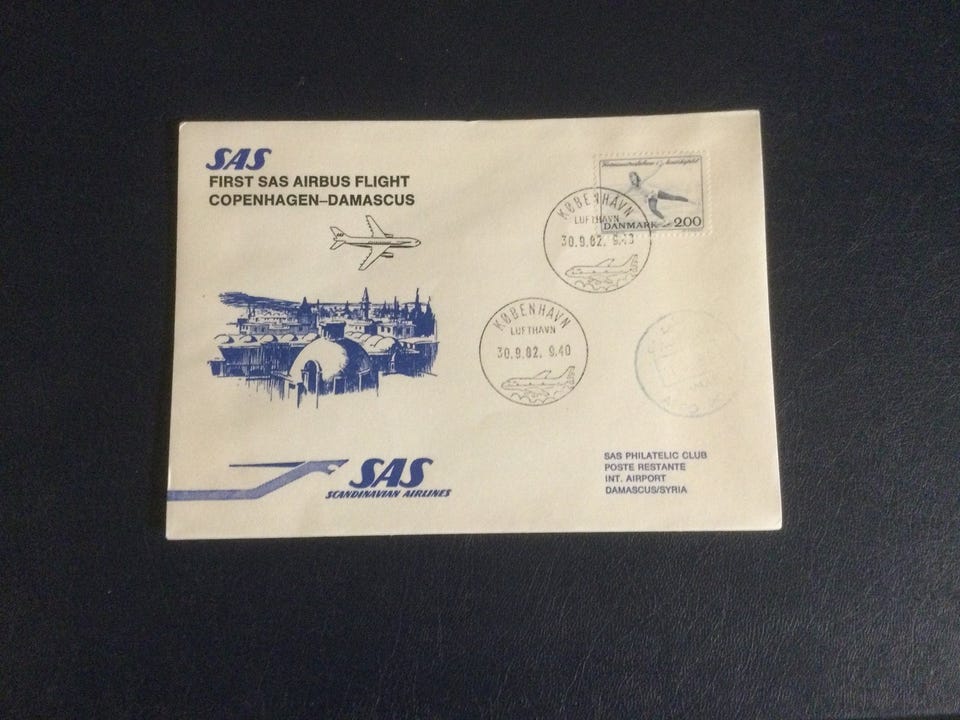 SAS
FIRST SAS AIRBUS FLIGHT
COPENHAGEN–DAMASCUS
DANMARK 200
KØBENHAVN
LUFTHAVN
30.9.82. 9.40
KØBENHAVN
LUFTHAVN
30.9.82. 9.40
SAS
SCANDINAVIAN AIRLINES
SAS PHILATELIC CLUB
POSTE RESTANTE
INT. AIRPORT
DAMASCUS/SYRIA